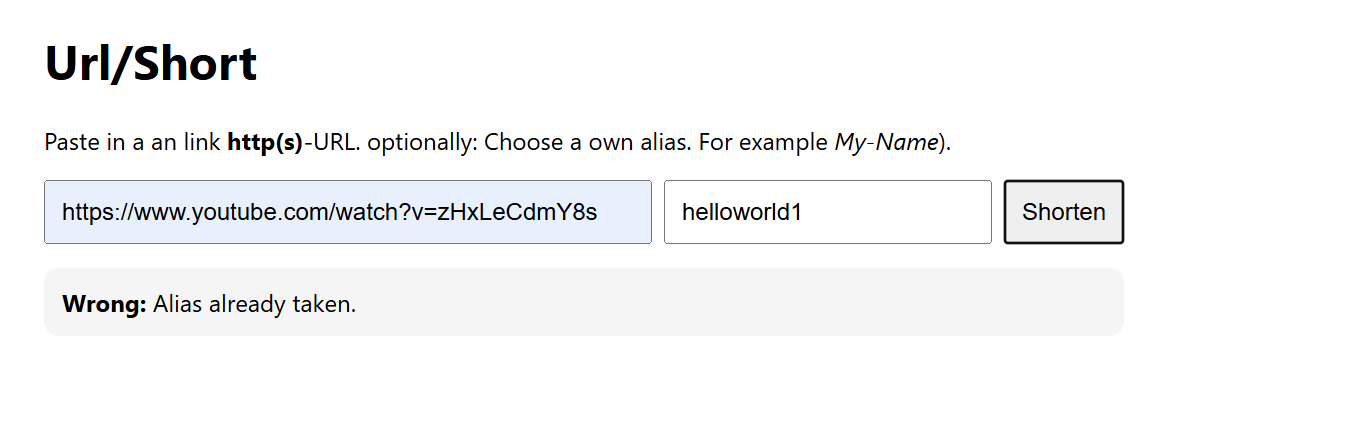 Url/Short
Paste in a an link http(s)-URL. optionally: Choose a own alias. For example My-Name).
https://www.youtube.com/watch?v=zHxLeCdmY8s helloworld1 Shorten
Wrong: Alias already taken.